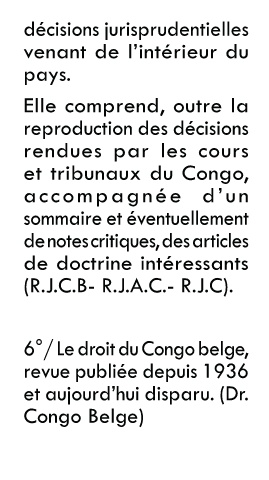 décisions jurisprudentielles
venant de l'intérieur du
pays.
Elle comprend, outre la
reproduction des décisions
rendues par les cours
et tribunaux du Congo,
accompagnée d'un
sommaire et éventuellement
de notes critiques, des articles
de doctrine intéressants
(R.J.C.B- R.J.A.C.- R.J.C).
6°/ Le droit du Congo belge,
revue publiée depuis 1936
et aujourd'hui disparu. (Dr.
Congo Belge)